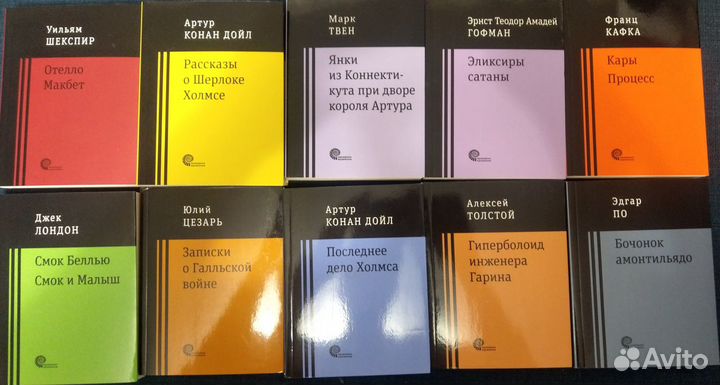 Уильям
ШЕКСПИР
Отелло
Макбет
Артур
КОНАН ДОЙЛ
Рассказы
о Шерлоке
Холмсе
Марк
ТВЕН
Янки
из Коннекти-
кута при дворе
короля Артура
Эрнст Теодор Амадей
ГОФМАН
Эликсиры
сатаны
Франц
КАФКА
Кары
Процесс
Джек
ЛОНДОН
Смок Беллью
Смок и Малыш
Юлий
ЦЕЗАРЬ
Записки
о Галльской
войне
Артур
КОНАН ДОЙЛ
Последнее
дело Холмса
Алексей
ТОЛСТОЙ
Гиперболоид
инженера
Гарина
Эдгар
ПО
Бочонок
амонтильядо
Avito